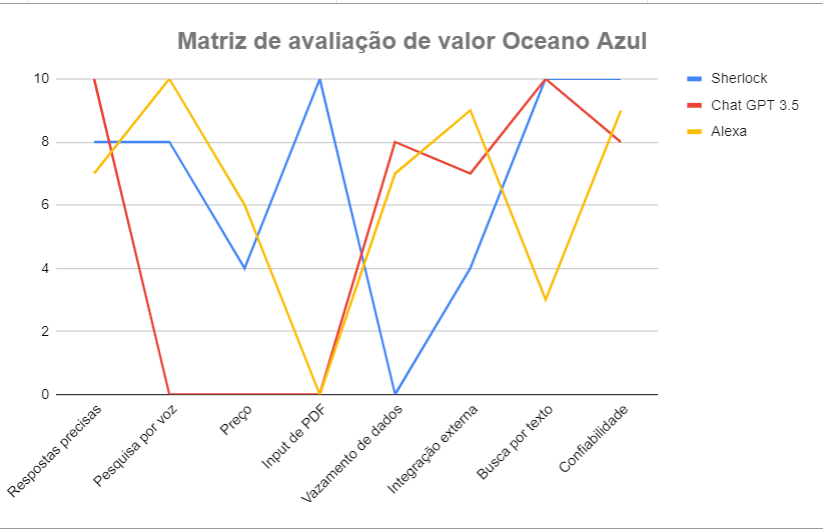 Matriz de avaliação de valor Oceano Azul
10
8
6
4
2
0
Respostas precisas
Pesquisa por voz
Preço
Input de PDF
Vazamento de dados
Integração externa
Busca por texto
Confiabilidade
Sherlock
Chat GPT 3.5
Alexa